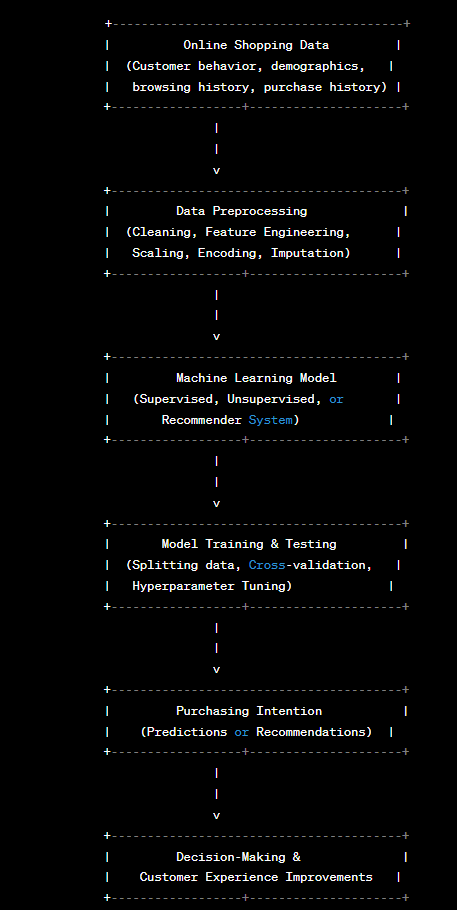 +----------------------------------------+
|          Online Shopping Data         |
|  (Customer behavior, demographics,   |
|   browsing history, purchase history) |
+------------------+---------------------+
|
|
v
+------------------+---------------------+
|         Data Preprocessing             |
|  (Cleaning, Feature Engineering,      |
|   Scaling, Encoding, Imputation)      |
+------------------+---------------------+
|
|
v
+------------------+---------------------+
|         Machine Learning Model        |
|   (Supervised, Unsupervised, or       |
|       Recommender System)            |
+------------------+---------------------+
|
|
v
+------------------+---------------------+
|       Model Training & Testing         |
|  (Splitting data, Cross-validation,   |
|   Hyperparameter Tuning)             |
+------------------+---------------------+
|
|
v
+------------------+---------------------+
|         Purchasing Intention           |
|    (Predictions or Recommendations)  |
+------------------+---------------------+
|
|
v
+------------------+---------------------+
|         Decision-Making &              |
|    Customer Experience Improvements   |
+------------------+---------------------+